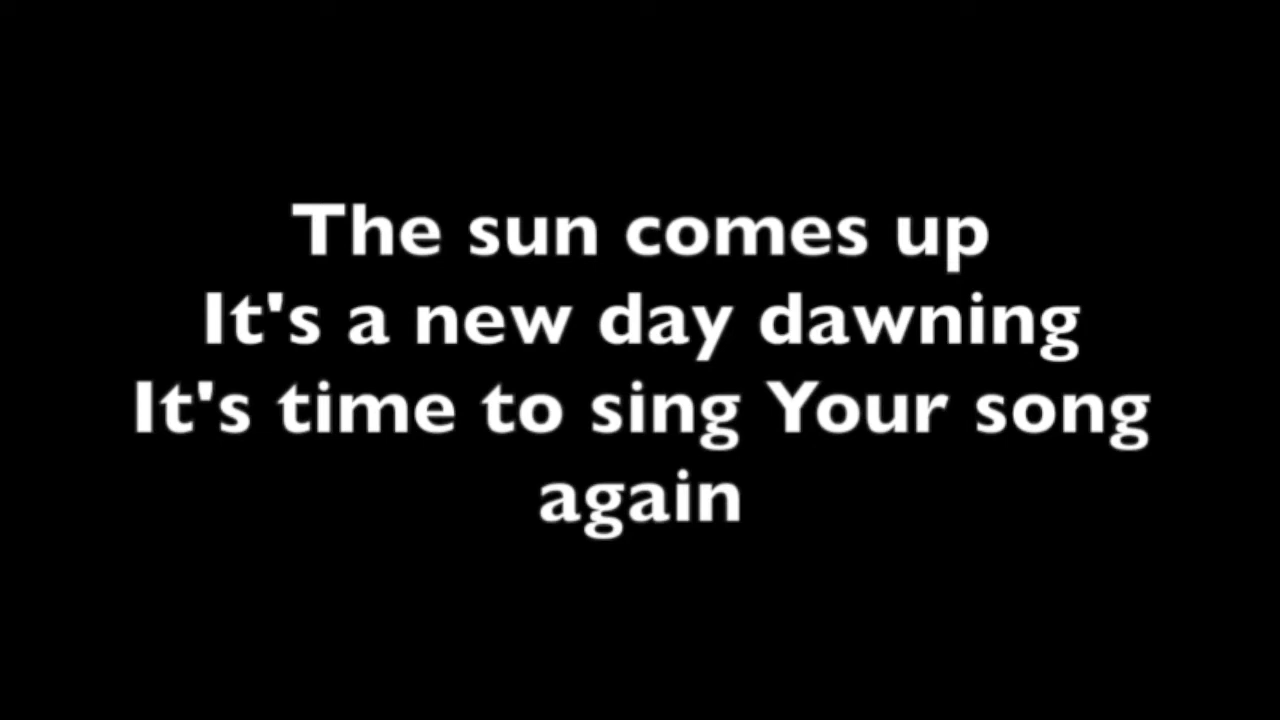 The sun comes up
It's a new day dawning
It's time to sing Your song
again